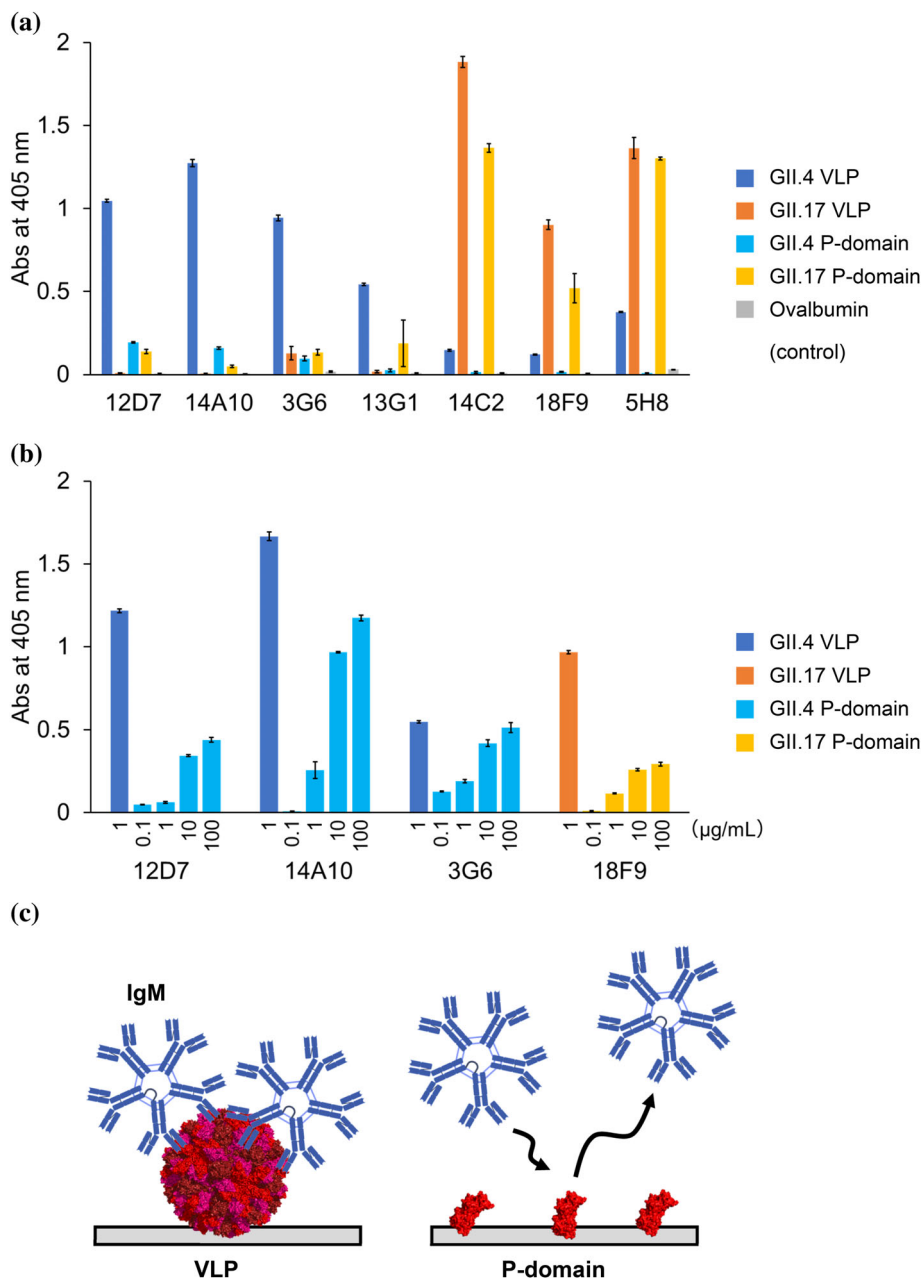 (a)
Abs at 405 nm
2
1.5
1
0.5
0
12D7 14A10 3G6 13G1 14C2 18F9 5H8
GII.4 VLP
GII.17 VLP
GII.4 P-domain
GII.17 P-domain
Ovalbumin
(control)
(b)
Abs at 405 nm
2
1.5
1
0.5
0
1 0.1 1 10 100 1 0.1 1 10 100 1 0.1 1 10 100 1 0.1 1 10 100 (μg/mL)
12D7 14A10 3G6 18F9
GII.4 VLP
GII.17 VLP
GII.4 P-domain
GII.17 P-domain
(c)
IgM
VLP P-domain